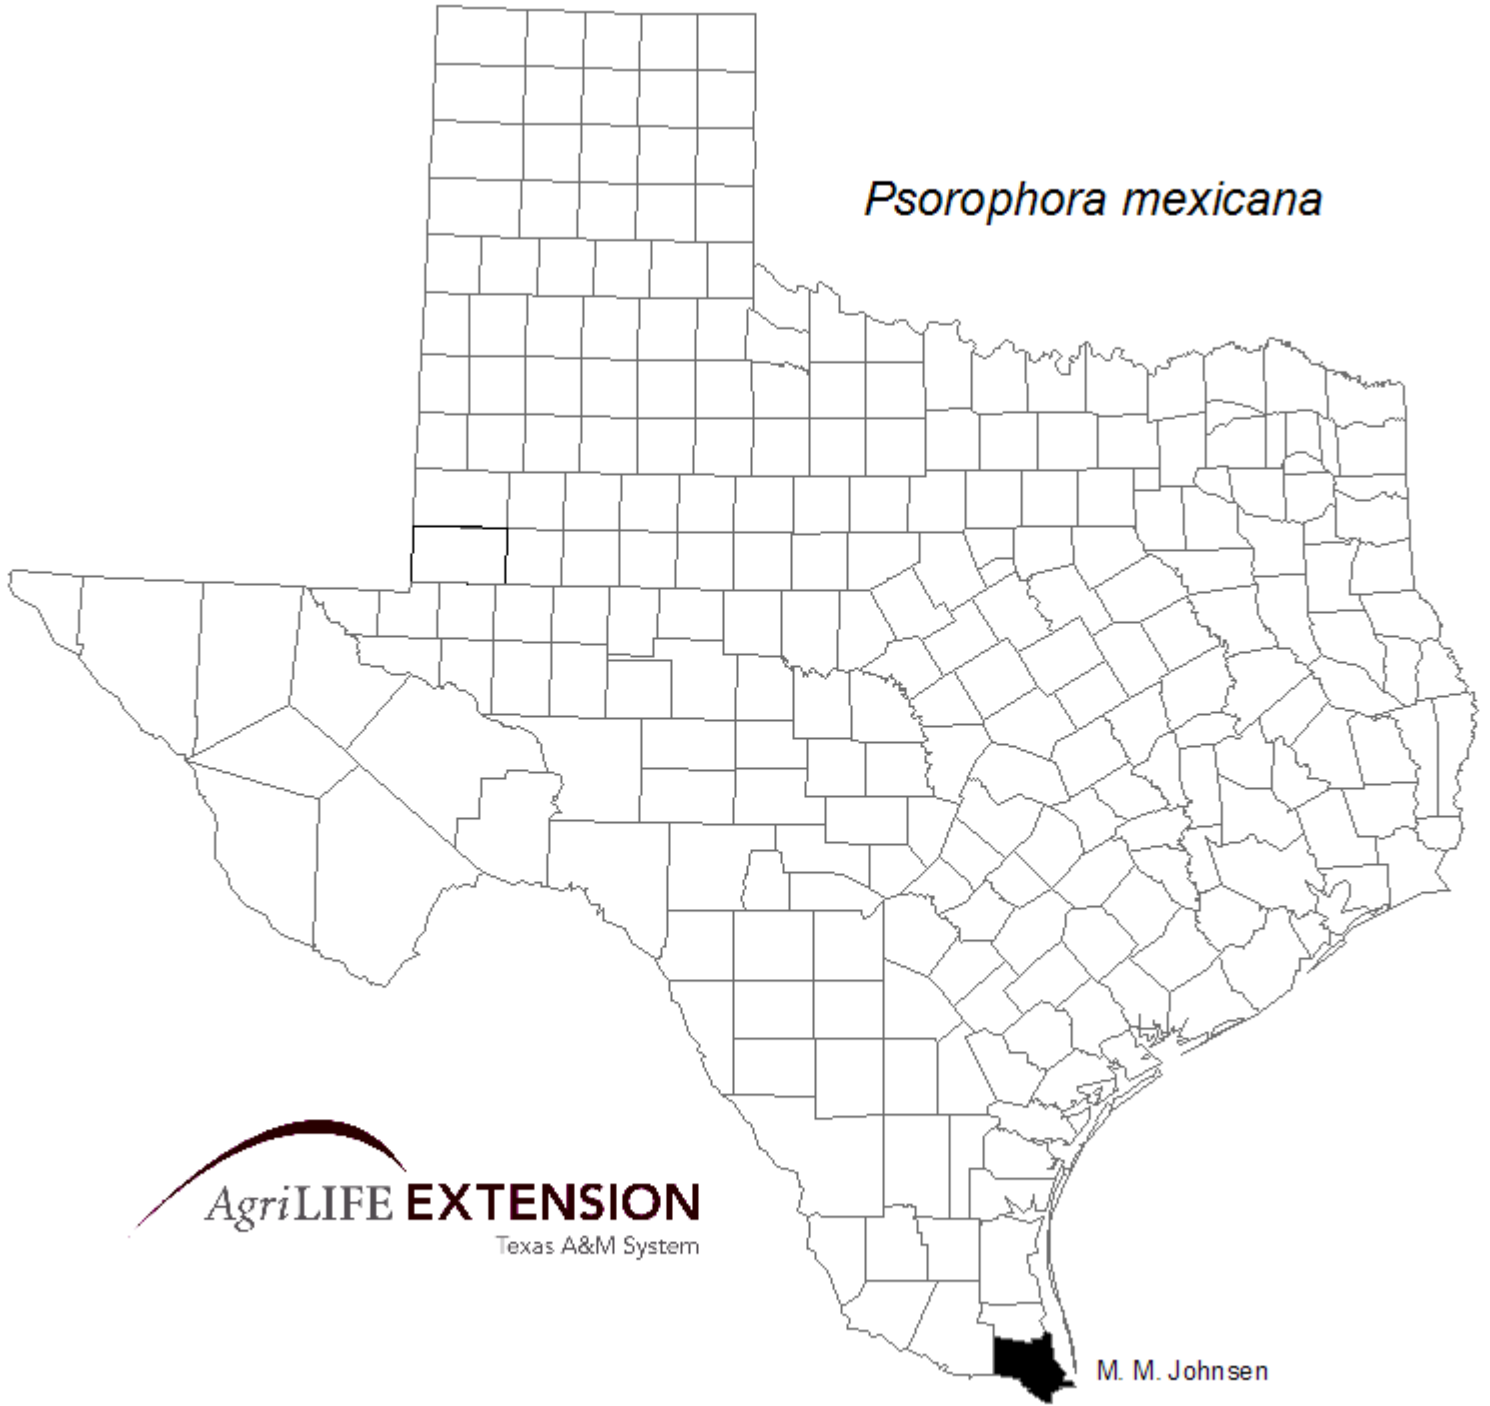 Psorophora mexicana
AgriLIFE EXTENSION
Texas A&M System
M. M. Johnsen